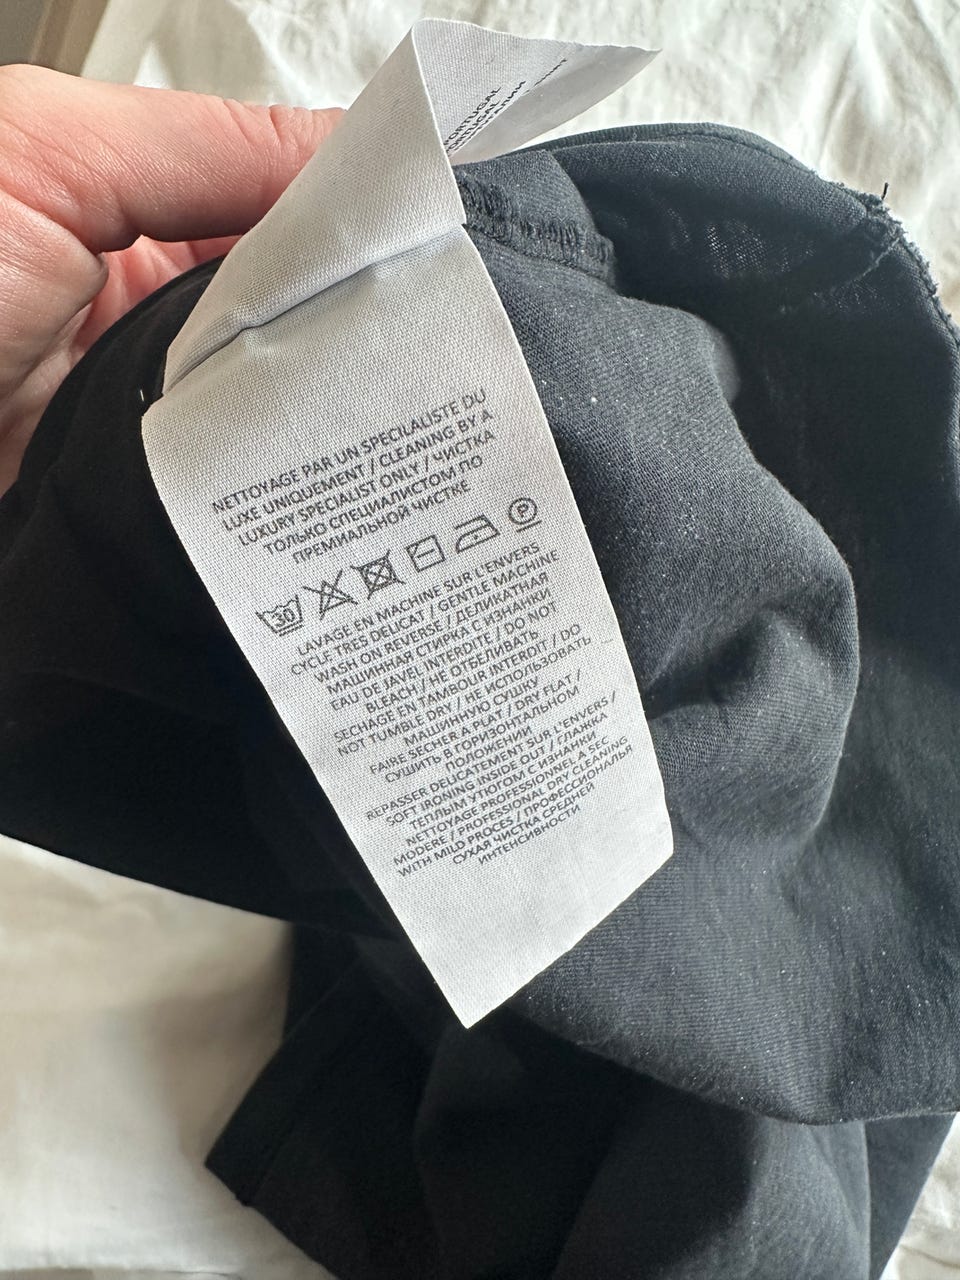 PORTUGAL
NETTOYAGE PAR UN SPECILALISTE DU
LUXE UNIQUEMENT / CLEANING BY A
LUXURY SPECIALIST ONLY / ЧИСТКА
ТОЛЬКО СПЕЦИАЛИСТОМ ПО
ПРЕМИАЛЬНОЙ ЧИСТКЕ
30
P
LAVAGE EN MACHINE SUR L'ENVERS
CYCLE TRES DELICAT / GENTLE MACHINE
WASH ON REVERSE / ДЕЛИКАТНАЯ
МАШИННАЯ СТИРКА С ИЗНАНКИ
EAU DE JAVEL INTERDITE / DO NOT
BLEACH / НЕ ОТБЕЛИВАТЬ
SECHAGE EN TAMBOUR INTERDIT / DO
NOT TUMBLE DRY / НЕ ИСПОЛЬЗОВАТЬ
МАШИННУЮ СУШКУ
FAIRE SECHER A PLAT / DRY FLAT /
СУШИТЬ В ГОРИЗОНТАЛЬНОМ
ПОЛОЖЕНИИ
REPASSER DELICATEMENT SUR L'ENVERS /
SOFT IRONING INSIDE OUT / ГЛАЖКА
ТЕПЛЫМ УТЮГОМ С ИЗНАНКИ
NETTOYAGE PROFESSIONNEL A SEC
MODERE / PROFESSIONAL DRY CLEANING
WITH MILD PROCES / ПРОФЕССИОНАЛЬНАЯ
СУХАЯ ЧИСТКА СРЕДНЕЙ
ИНТЕНСИВНОСТИ